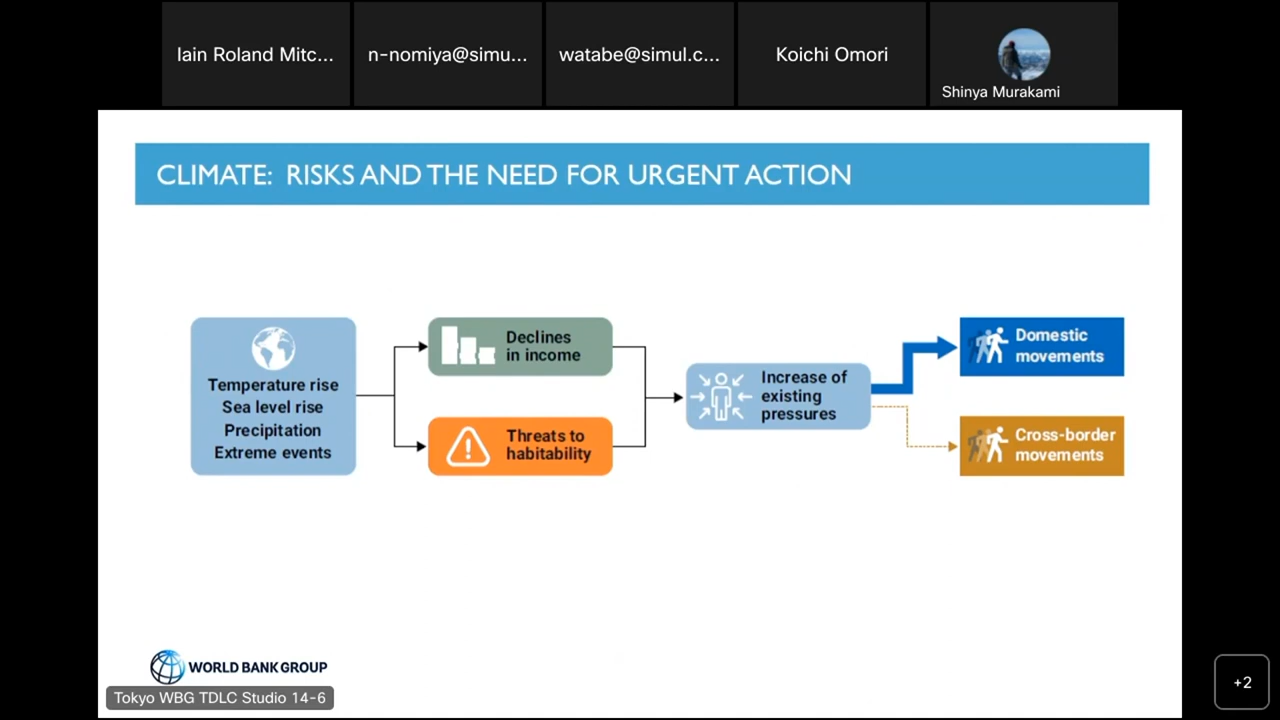 Iain Roland Mitc...
n-nomiya@simu...
watabe@simul.c...
Koichi Omori
Shinya Murakami
CLIMATE: RISKS AND THE NEED FOR URGENT ACTION
Temperature rise
Sea level rise
Precipitation
Extreme events
Declines
in income
Threats to
habitability
Increase of
existing
pressures
Domestic
movements
Cross-border
movements
WORLD BANK GROUP
Tokyo WBG TDLC Studio 14-6
+2